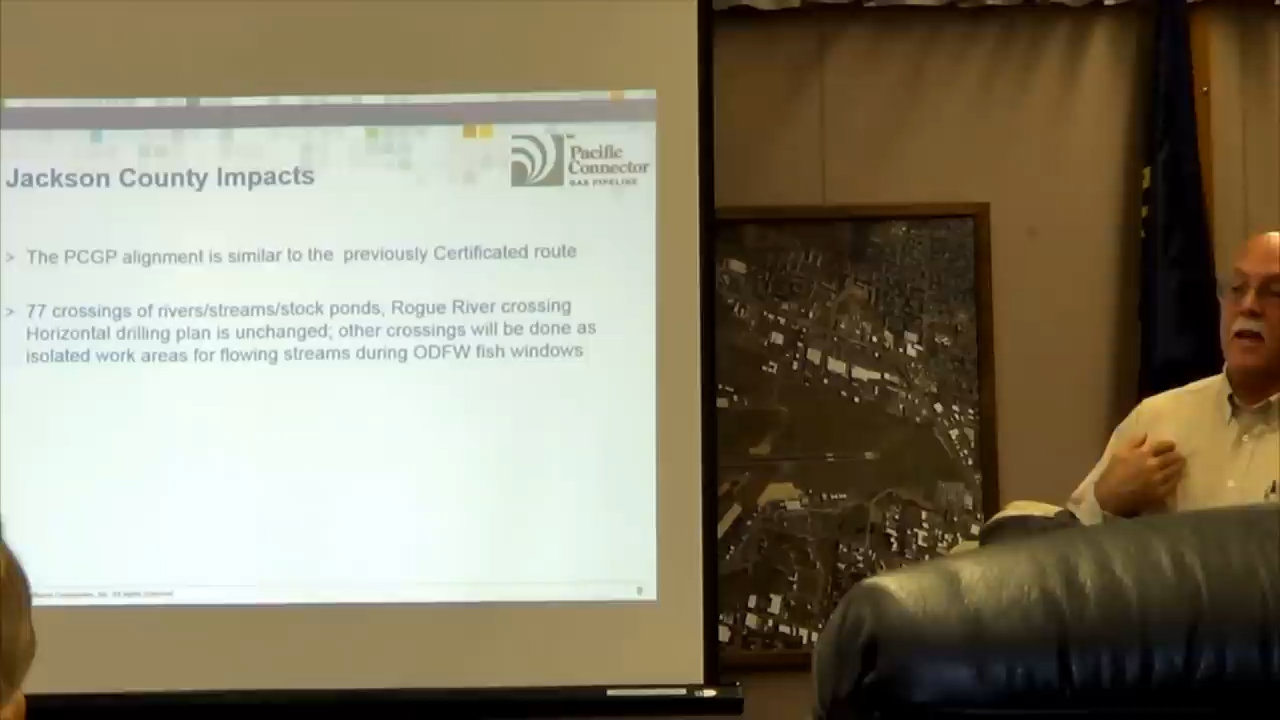 Pacific
Connector
GAS PIPELINE
Jackson County Impacts
> The PCGP alignment is similar to the previously Certificated route
> 77 crossings of rivers/streams/stock ponds, Rogue River crossing
Horizontal drilling plan is unchanged; other crossings will be done as
isolated work areas for flowing streams during ODFW fish windows